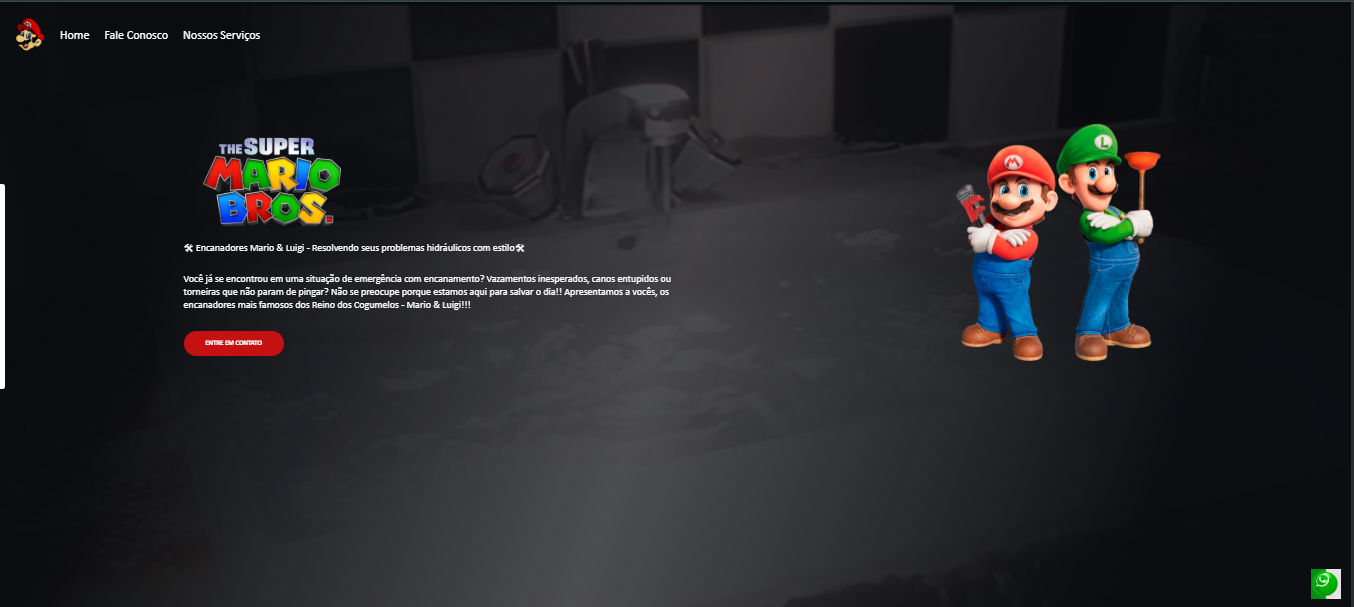 Home Fale Conosco Nossos Serviços
THE SUPER
MARIO
BROS.
🛠 Encanadores Mario & Luigi - Resolvendo seus problemas hidráulicos com estilo🛠
Você já se encontrou em uma situação de emergência com encanamento? Vazamentos inesperados, canos entupidos ou
torneiras que não param de pingar? Não se preocupe porque estamos aqui para salvar o dia!! Apresentamos a vocês, os
encanadores mais famosos dos Reino dos Cogumelos - Mario & Luigi!!!
ENTRE EM CONTATO
M
L